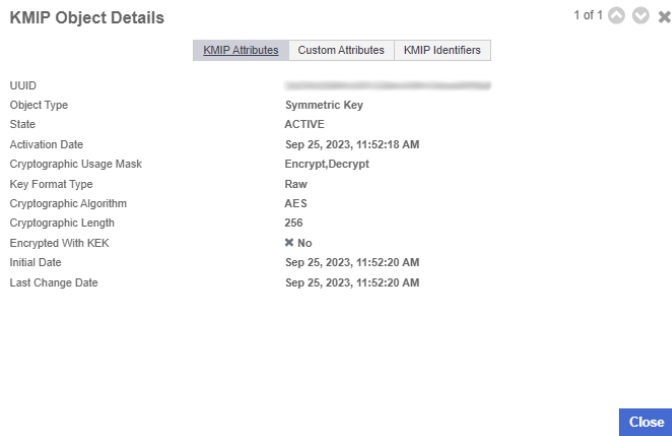 KMIP Object Details
1 of 1
KMIP Attributes Custom Attributes KMIP Identifiers
UUID
Object Type Symmetric Key
State ACTIVE
Activation Date Sep 25, 2023, 11:52:18 AM
Cryptographic Usage Mask Encrypt,Decrypt
Key Format Type Raw
Cryptographic Algorithm AES
Cryptographic Length 256
Encrypted With KEK No
Initial Date Sep 25, 2023, 11:52:20 AM
Last Change Date Sep 25, 2023, 11:52:20 AM
Close